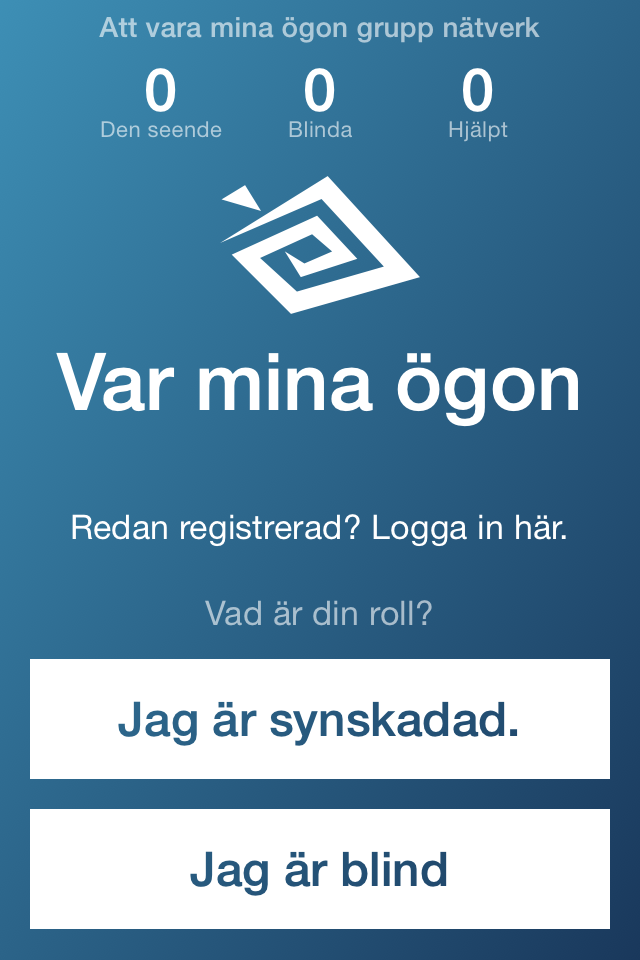 Att vara mina ögon grupp nätverk
0 0 0
Den seende Blinda Hjälpt
Var mina ögon
Redan registrerad? Logga in här.
Vad är din roll?
Jag är synskadad.
Jag är blind